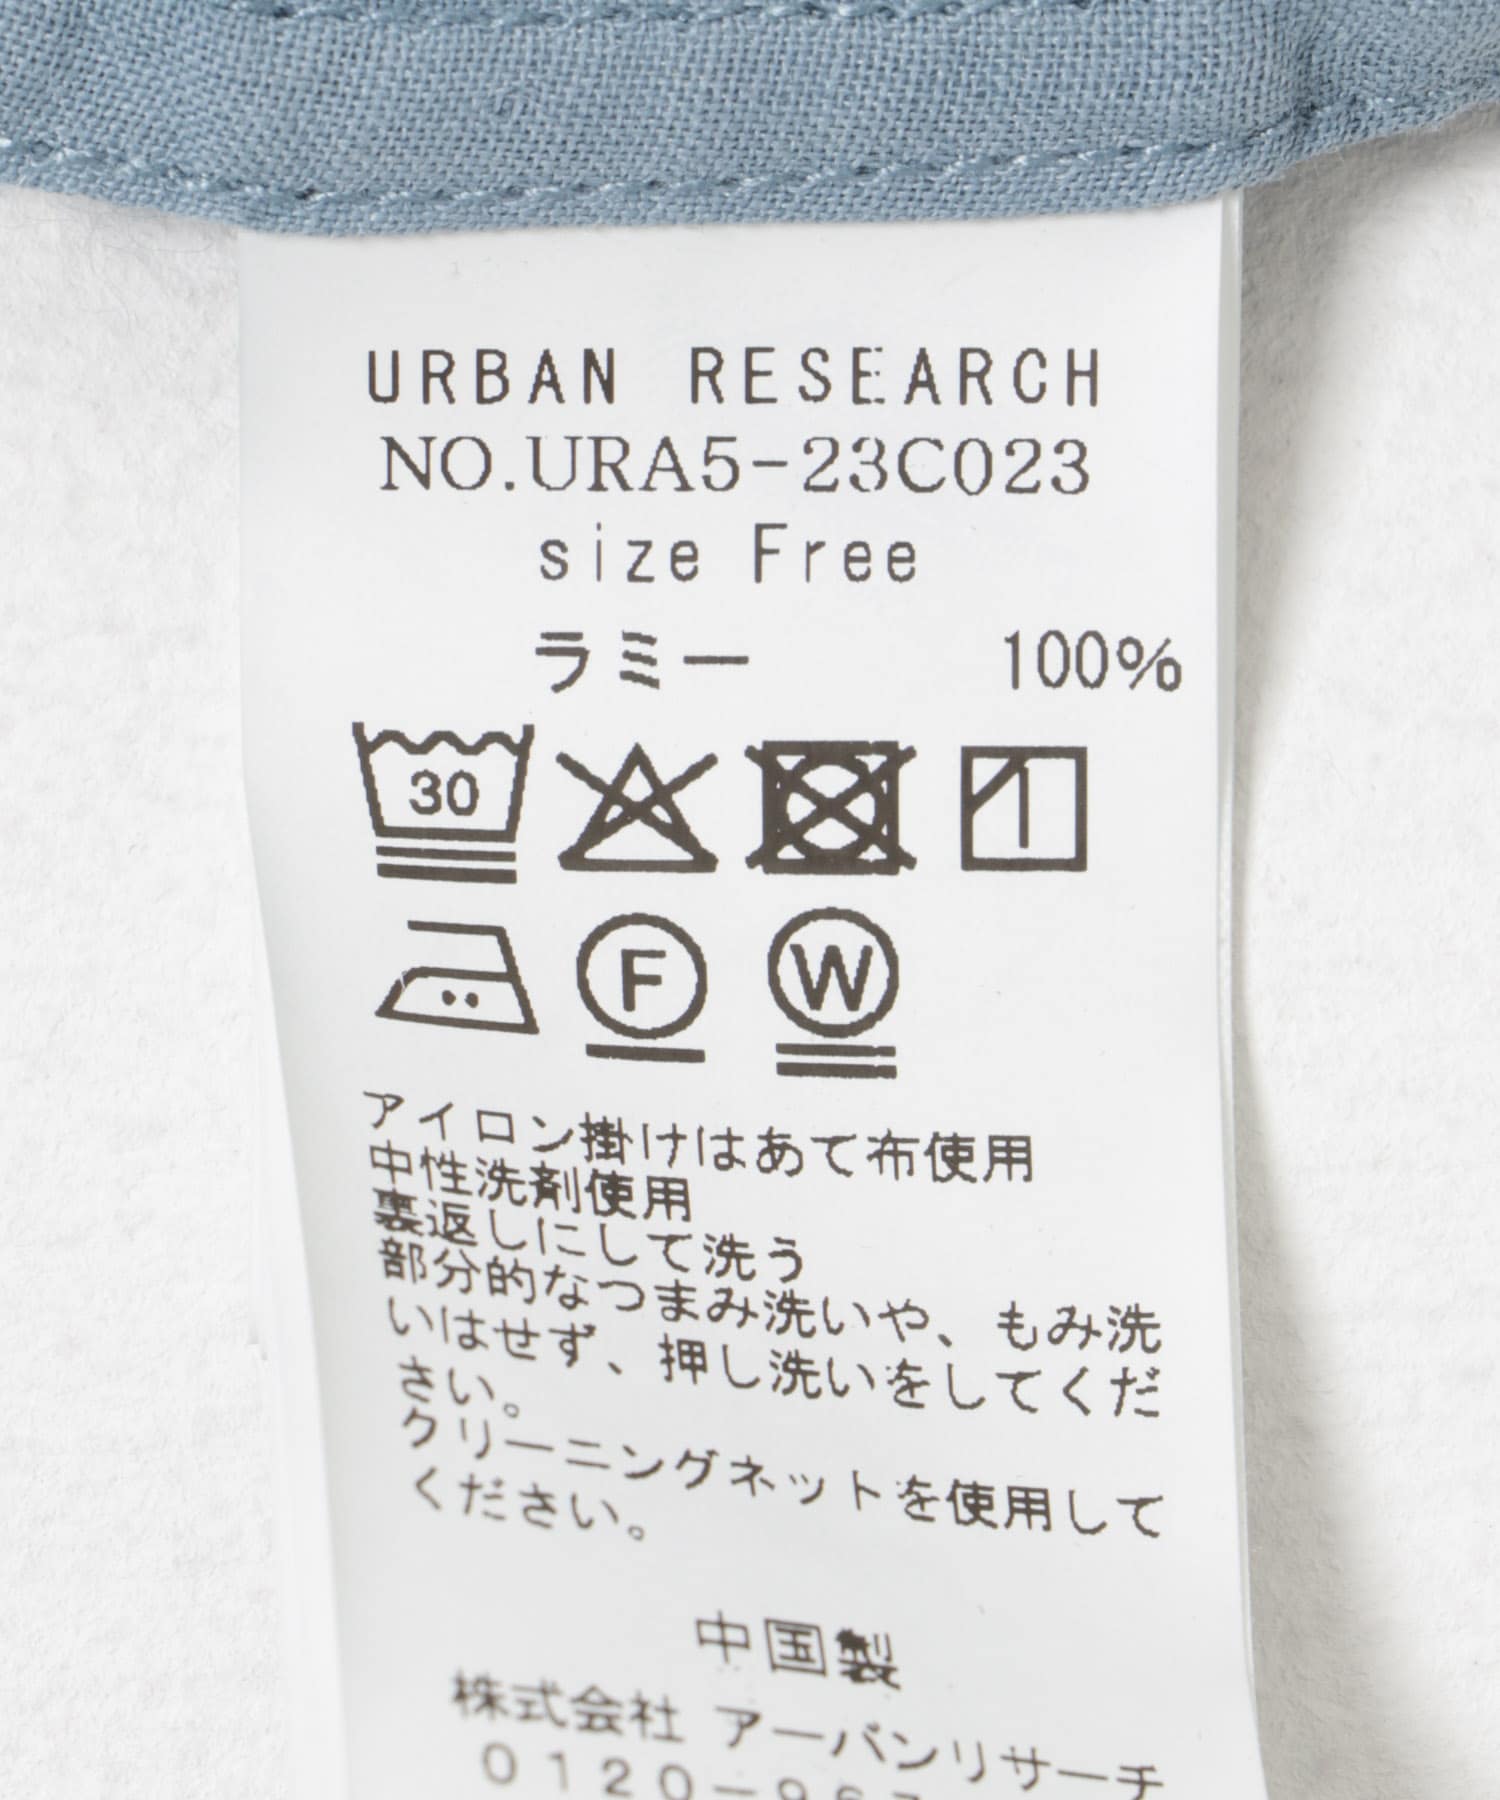 URBAN RESEARCH
NO.URA5-23C023
size Free
ラミー 100%
30
F W
アイロン掛けはあて布使用
中性洗剤使用
裏返しにして洗う
部分的なつまみ洗いや、もみ洗
いはせず、押し洗いをしてくだ
さい。
クリーニングネットを使用して
ください。
中国製
株式会社 アーバンリサーチ
0120-